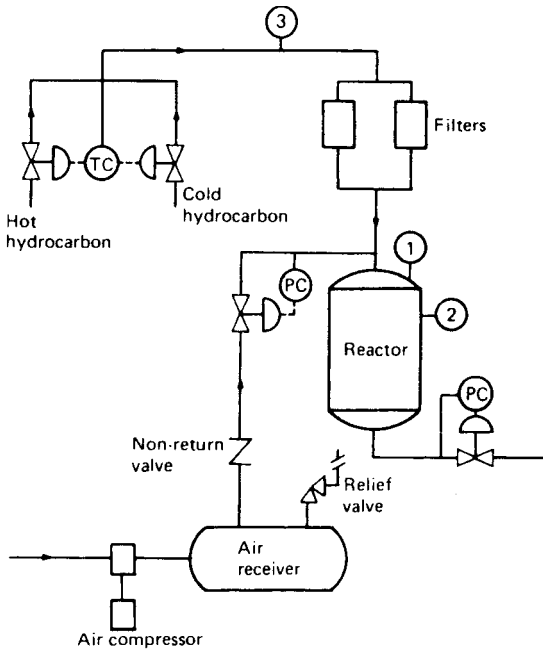 3
Filters
TC
Hot
hydrocarbon
Cold
hydrocarbon
1
PC
2
Reactor
PC
Non-return
valve
Relief
valve
Air
receiver
Air compressor